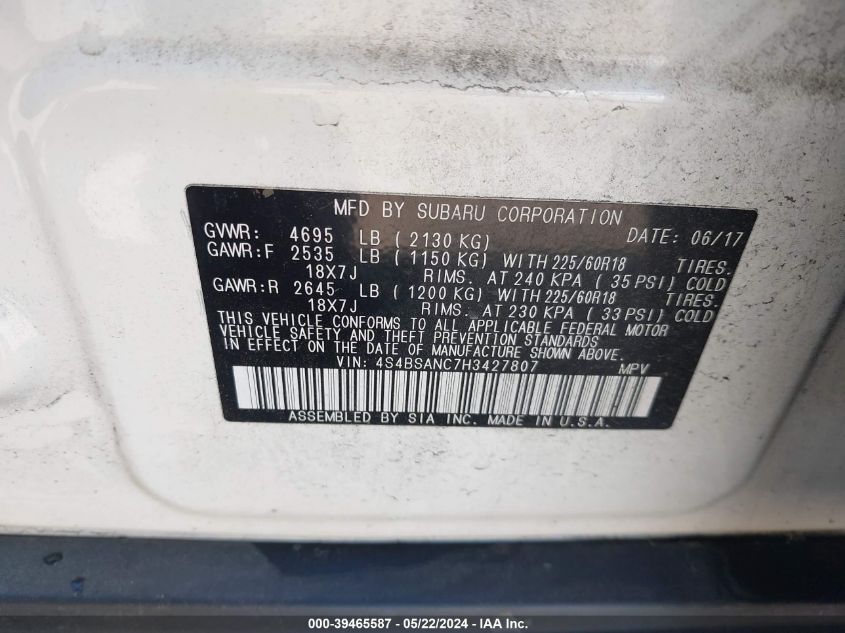 MFD BY SUBARU CORPORATION
GVWR: 4695 LB ( 2130 KG) DATE: 06/17
GAWR:F 2535 LB ( 1150 KG) WITH 225/60R18 TIRES.
18X7J RIMS. AT 240 KPA ( 35 PSI) COLD
GAWR:R 2645 LB ( 1200 KG) WITH 225/60R18 TIRES.
18X7J RIMS. AT 230 KPA ( 33 PSI) COLD
THIS VEHICLE CONFORMS TO ALL APPLICABLE FEDERAL MOTOR
VEHICLE SAFETY AND THEFT PREVENTION STANDARDS
IN EFFECT ON THE DATE OF MANUFACTURE SHOWN ABOVE.
VIN: 4S4BSANC7H3427807 MPV
ASSEMBLED BY SIA INC. MADE IN U.S.A.
000-39465587 - 05/22/2024 - IAA, Inc.